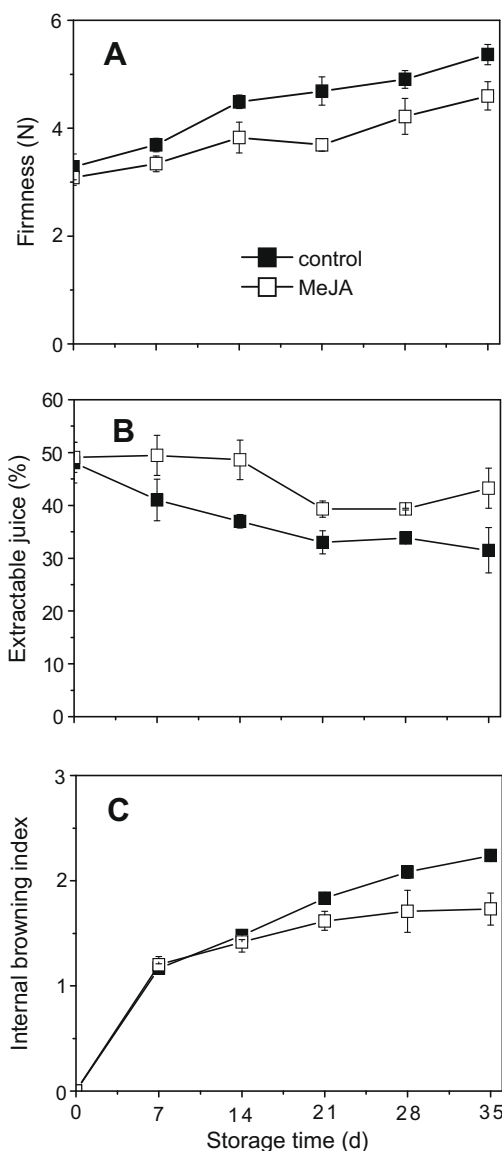 A
Firmness (N)
6
4
2
0
control
MeJA
B
Extractable juice (%)
60
50
40
30
20
10
0
C
Internal browning index
3
2
1
0
0 7 14 21 28 35
Storage time (d)